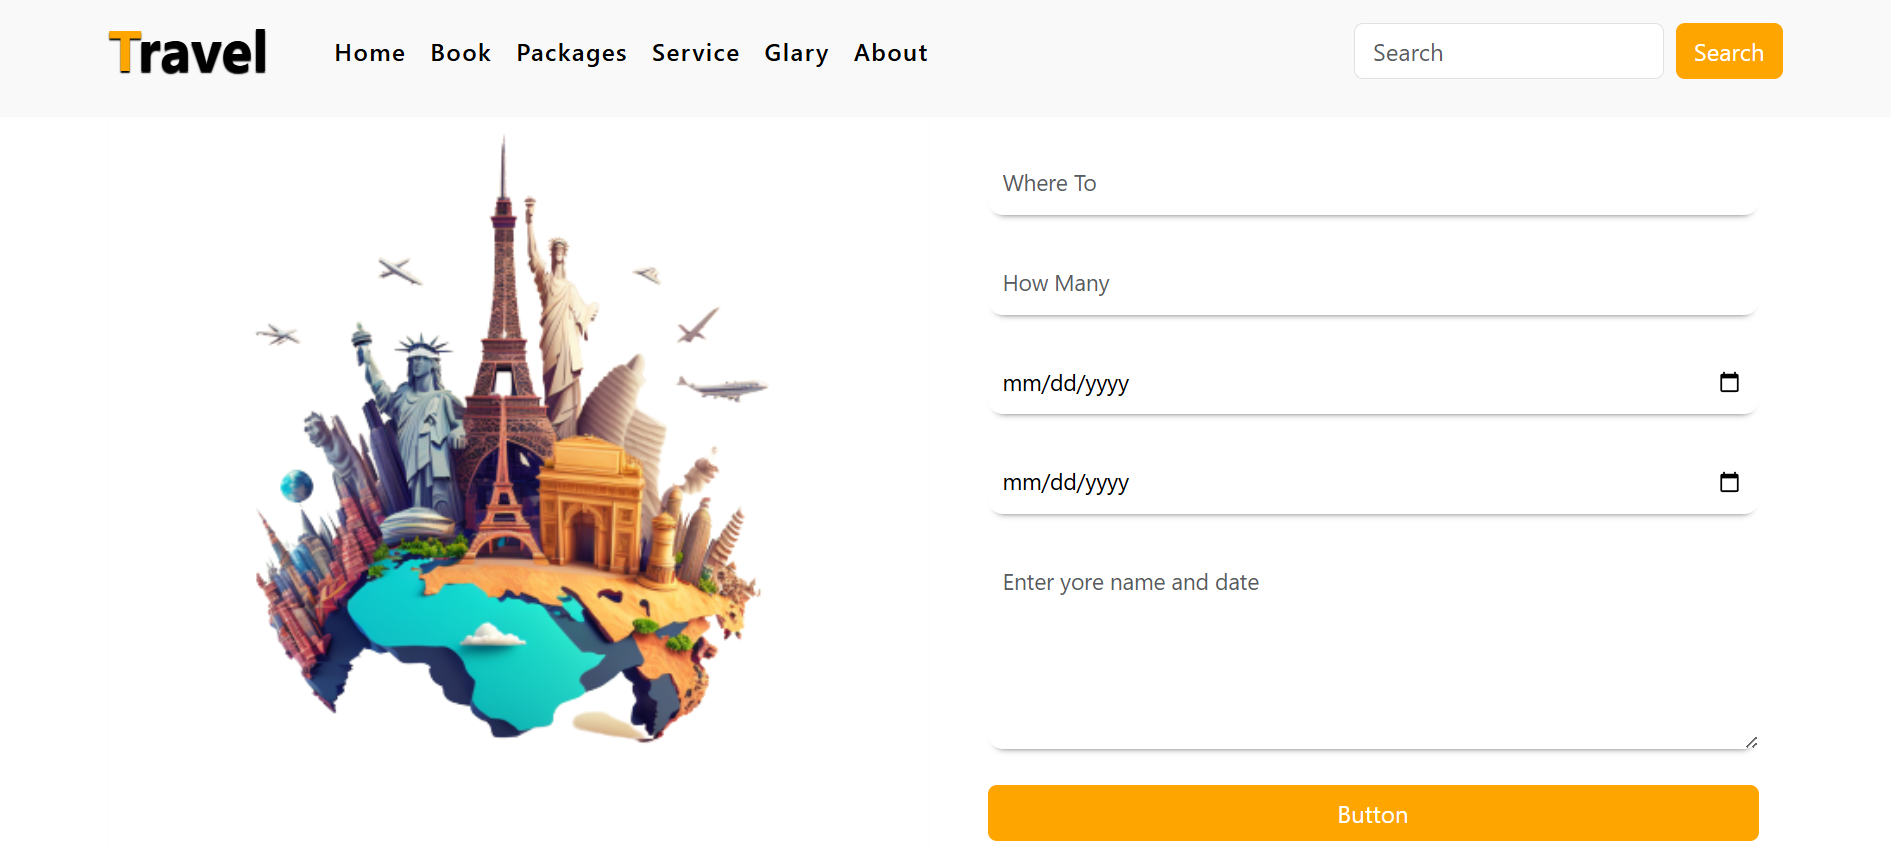 Travel Home Book Packages Service Glary About Search Search
Where To
How Many
mm/dd/yyyy
mm/dd/yyyy
Enter yore name and date
Button